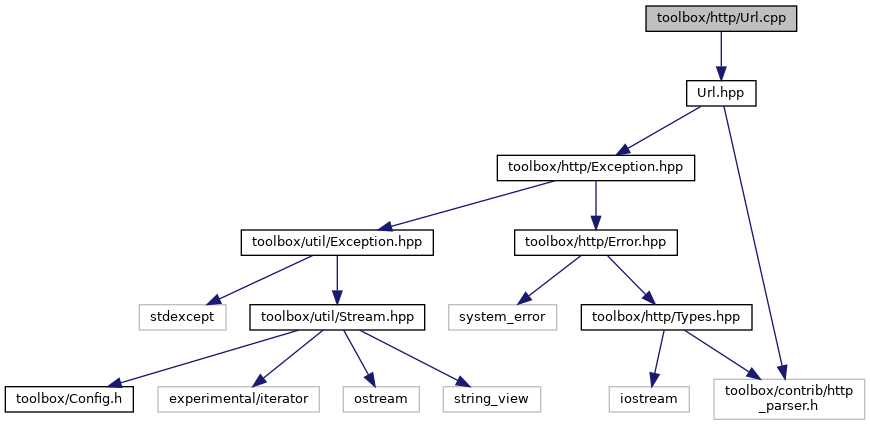 toolbox/http/Url.cpp
Url.hpp
toolbox/http/Exception.hpp
toolbox/util/Exception.hpp
toolbox/http/Error.hpp
stdexcept
toolbox/util/Stream.hpp
system_error
toolbox/http/Types.hpp
toolbox/Config.h
experimental/iterator
ostream
string_view
iostream
toolbox/contrib/http
_parser.h